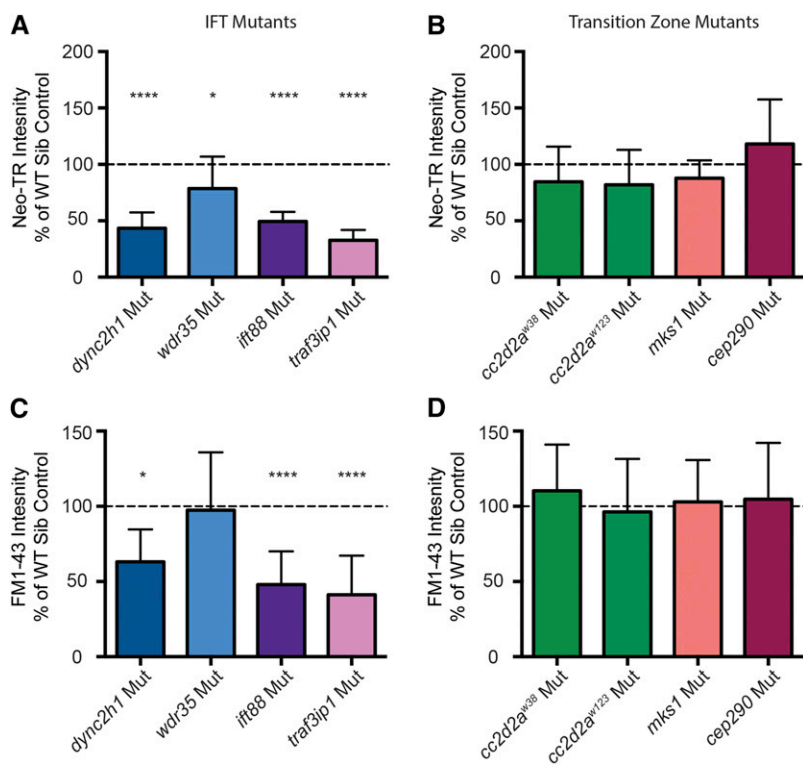 A
IFT Mutants
B
Transition Zone Mutants
Neo-TR Intesnity
% of WT Sib Control
200
150
100
50
0
****
*
****
****
dync2h1 Mut
wdr35 Mut
ift88 Mut
traf3ip1 Mut
Neo-TR Intesnity
% of WT Sib Control
200
150
100
50
0
cc2d2a^w38 Mut
cc2d2a^w123 Mut
mks1 Mut
cep290 Mut
C
FM1-43 Intesnity
% of WT Sib Control
150
100
50
0
*
****
****
dync2h1 Mut
wdr35 Mut
ift88 Mut
traf3ip1 Mut
D
FM1-43 Intesnity
% of WT Sib Control
150
100
50
0
cc2d2a^w38 Mut
cc2d2a^w123 Mut
mks1 Mut
cep290 Mut